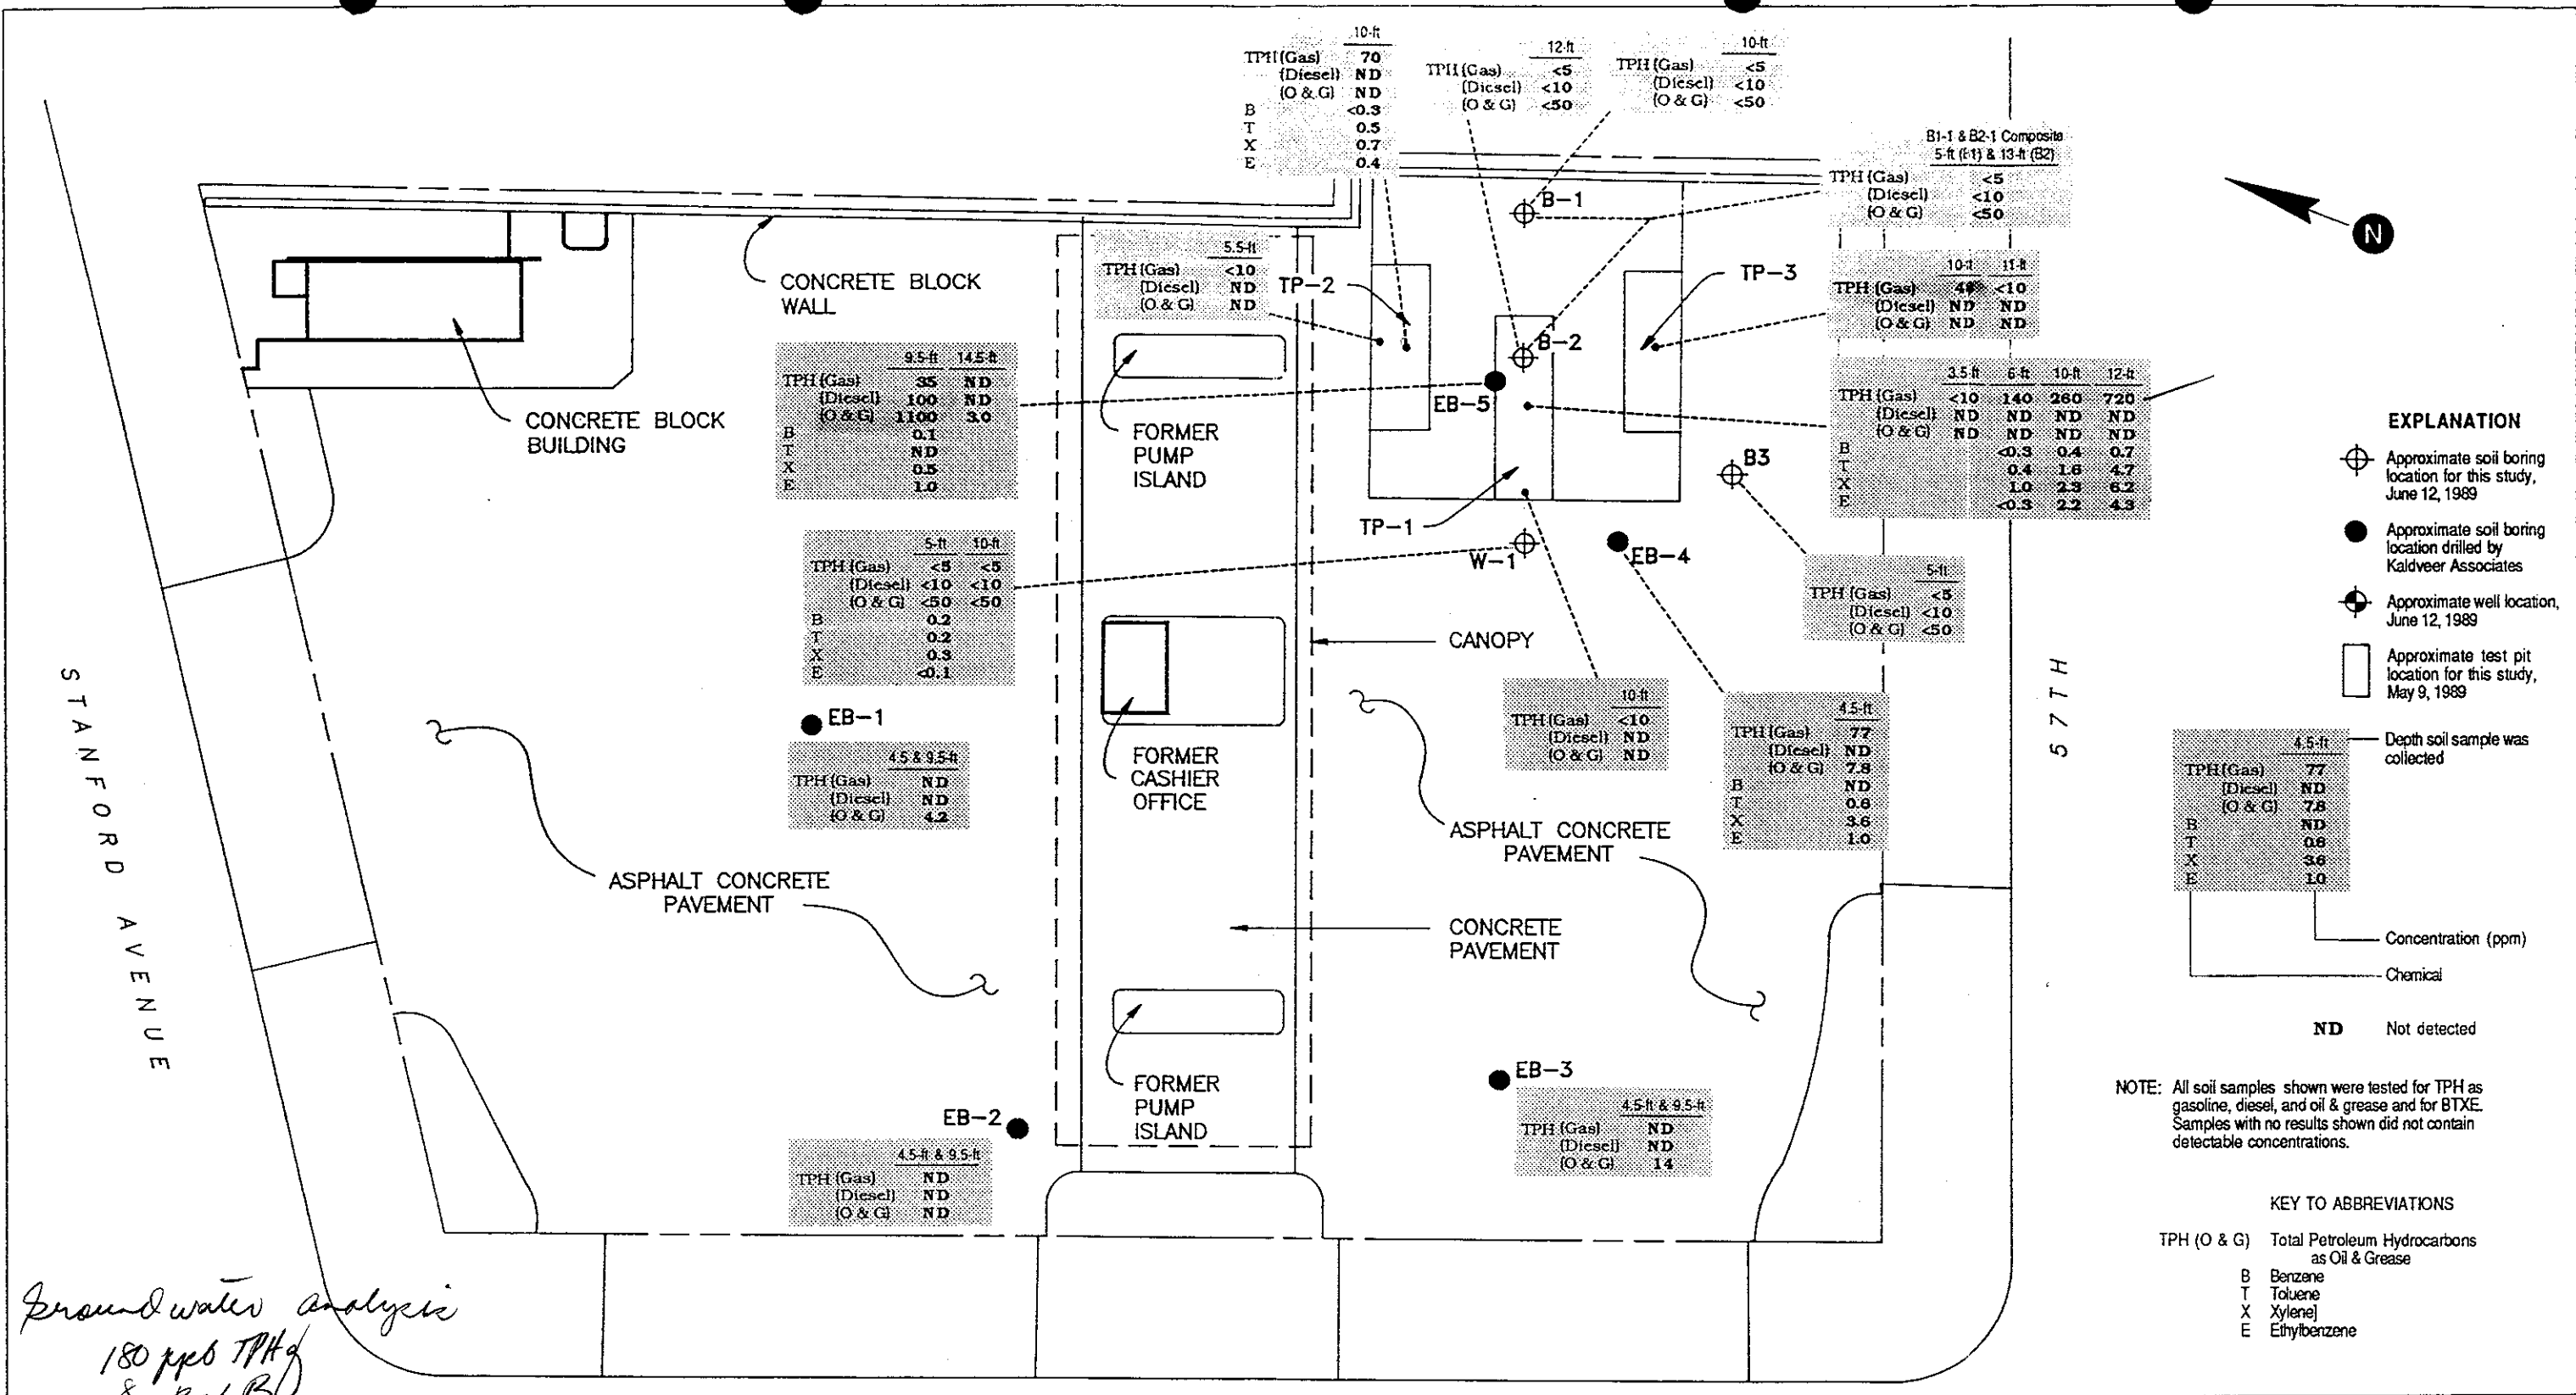 10-ft
TPH (Gas) 70
(Diesel) ND
(O & G) ND
B <0.3
T 0.5
X 0.7
E 0.4
12-ft
TPH (Gas) <5
(Diesel) <10
(O & G) <50
10-ft
TPH (Gas) <5
(Diesel) <10
(O & G) <50
B1-1 & B2-1 Composite
5-ft (B1) & 13-ft (B2)
TPH (Gas) <5
(Diesel) <10
(O & G) <50
N
B-1
CONCRETE BLOCK
WALL
5.5-ft
TPH (Gas) <10
(Diesel) ND
(O & G) ND
TP-2
TP-3
10-ft 11-ft
TPH (Gas) <10
(Diesel) ND ND
(O & G) ND ND
B-2
EB-5
9.5-ft 14.5-ft
TPH (Gas) 35 ND
(Diesel) 100 ND
(O & G) 1100 3.0
B 0.1
T ND
X 0.5
E 1.0
CONCRETE BLOCK
BUILDING
FORMER
PUMP
ISLAND
3.5-ft 6-ft 10-ft 12-ft
TPH (Gas) <10 140 260 720
(Diesel) ND ND ND ND
(O & G) ND ND ND ND
B <0.3 0.4 0.7
T 0.4 1.6 4.7
X 1.0 2.3 6.2
E <0.3 2.2 4.3
B3
TP-1
W-1
EB-4
5-ft 10-ft
TPH (Gas) <5 <5
(Diesel) <10 <10
(O & G) <50 <50
B 0.2
T 0.2
X 0.3
E <0.1
5-ft
TPH (Gas) <5
(Diesel) <10
(O & G) <50
CANOPY
10-ft
TPH (Gas) <10
(Diesel) ND
(O & G) ND
4.5-ft
TPH (Gas) 77
(Diesel) ND
(O & G) 7.8
B ND
T 0.6
X 3.6
E 1.0
EB-1
4.5 & 9.5-ft
TPH (Gas) ND
(Diesel) ND
(O & G) 4.2
FORMER
CASHIER
OFFICE
STANFORD AVENUE
57TH
ASPHALT CONCRETE
PAVEMENT
ASPHALT CONCRETE
PAVEMENT
CONCRETE
PAVEMENT
FORMER
PUMP
ISLAND
EB-2
4.5-ft & 9.5-ft
TPH (Gas) ND
(Diesel) ND
(O & G) ND
EB-3
4.5-ft & 9.5-ft
TPH (Gas) ND
(Diesel) ND
(O & G) 14
EXPLANATION
Approximate soil boring
location for this study,
June 12, 1989
Approximate soil boring
location drilled by
Kaldveer Associates
Approximate well location,
June 12, 1989
Approximate test pit
location for this study,
May 9, 1989
4.5-ft
Depth soil sample was
collected
TPH (Gas) 77
(Diesel) ND
(O & G) 7.8
B ND
T 0.6
X 3.6
E 1.0
Concentration (ppm)
Chemical
ND Not detected
NOTE: All soil samples shown were tested for TPH as
gasoline, diesel, and oil & grease and for BTXE.
Samples with no results shown did not contain
detectable concentrations.
KEY TO ABBREVIATIONS
TPH (O & G) Total Petroleum Hydrocarbons
as Oil & Grease
B Benzene
T Toluene
X Xylene]
E Ethylbenzene
Groundwater analysis
180 ppb TPHg